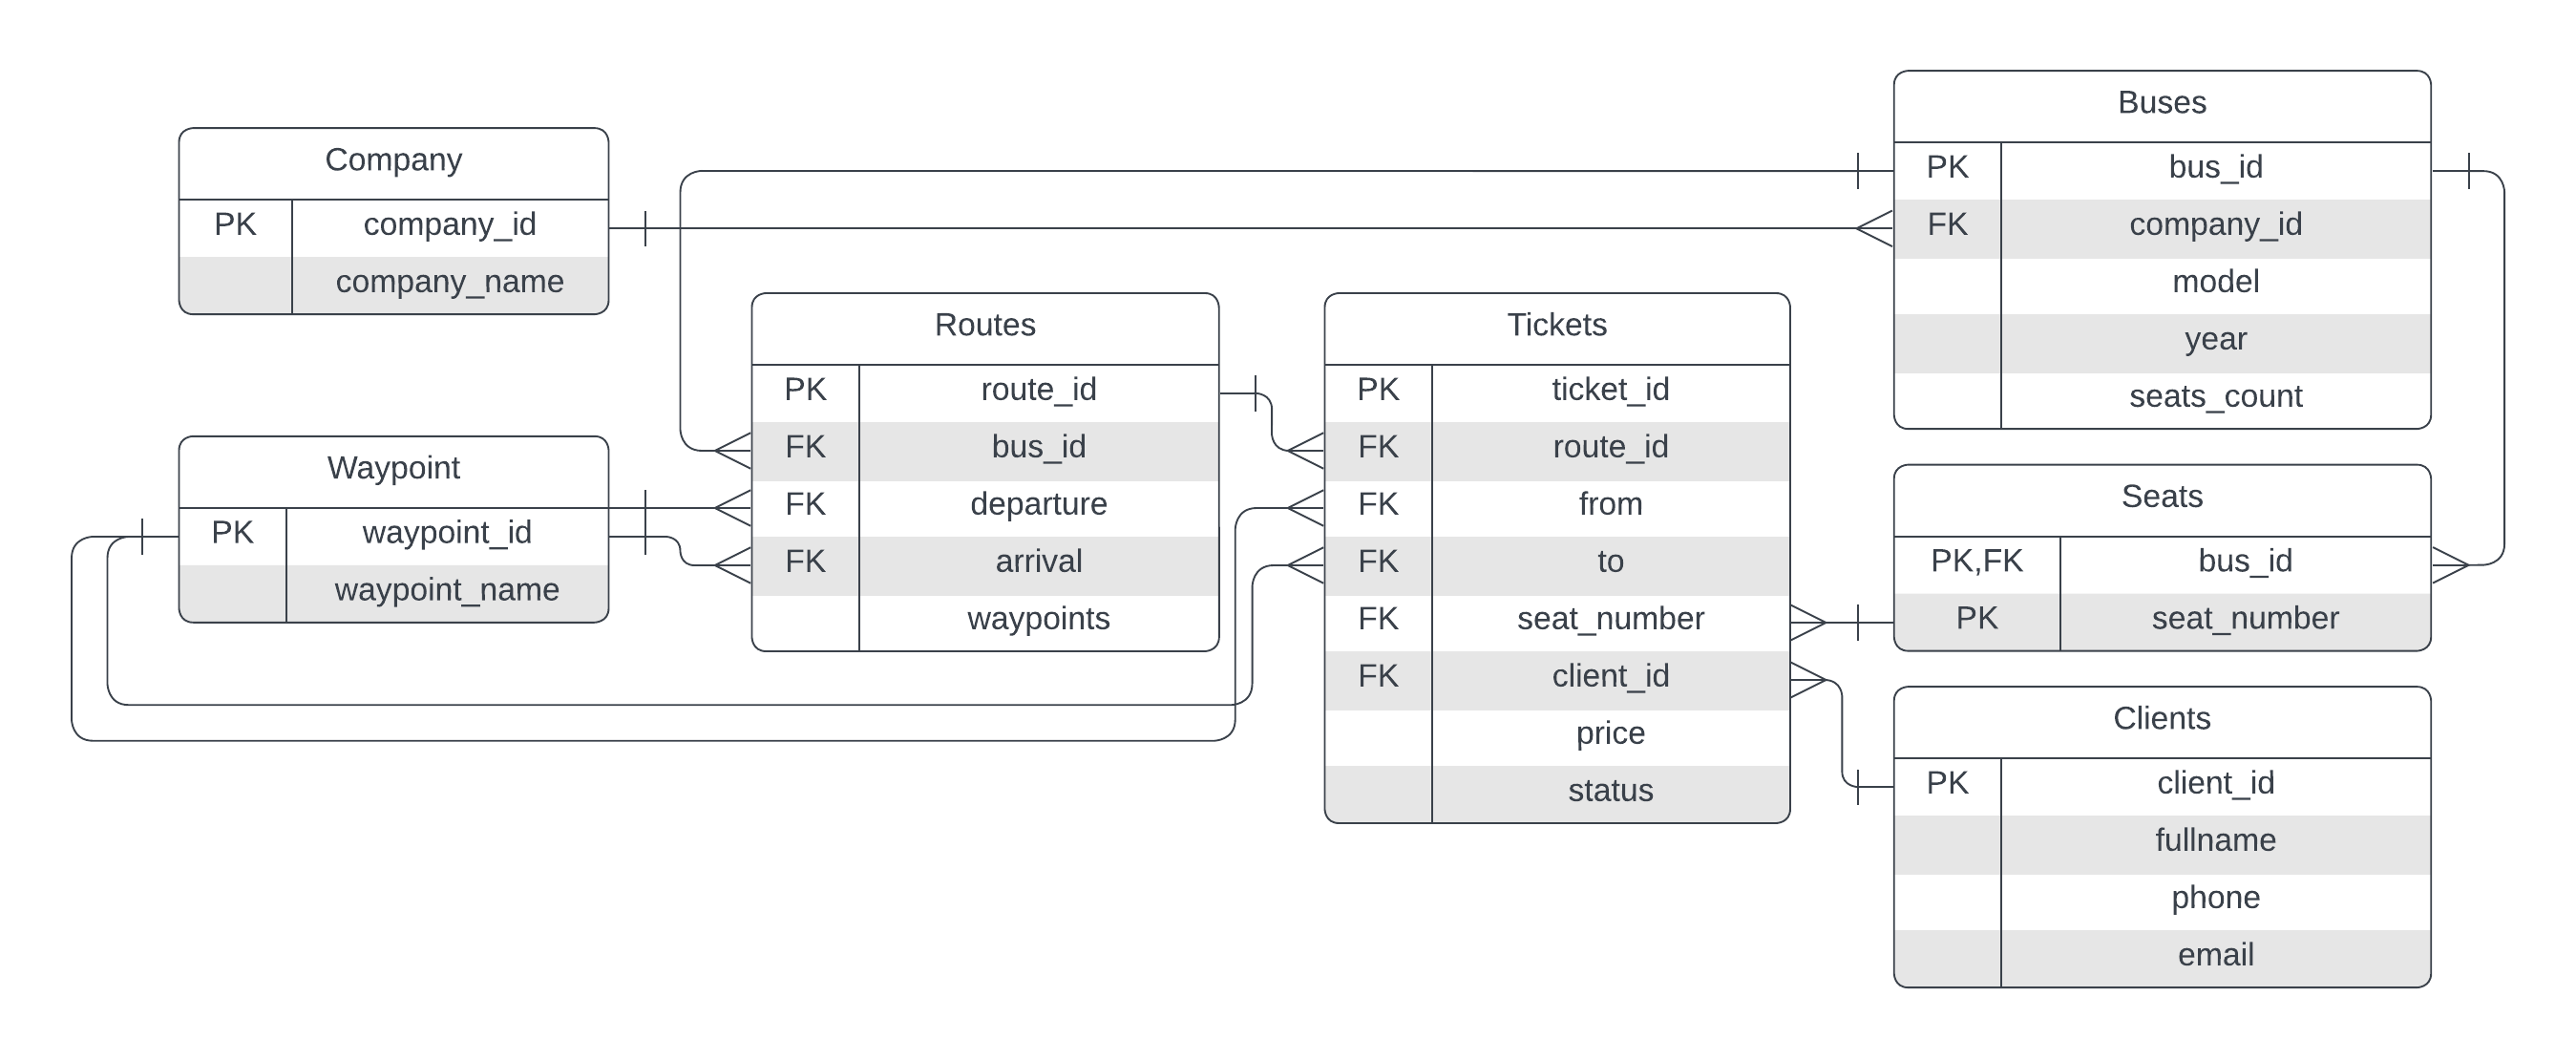 Company
PK company_id
company_name
Waypoint
PK waypoint_id
waypoint_name
Routes
PK route_id
FK bus_id
FK departure
FK arrival
waypoints
Tickets
PK ticket_id
FK route_id
FK from
FK to
FK seat_number
FK client_id
price
status
Buses
PK bus_id
FK company_id
model
year
seats_count
Seats
PK,FK bus_id
PK seat_number
Clients
PK client_id
fullname
phone
email